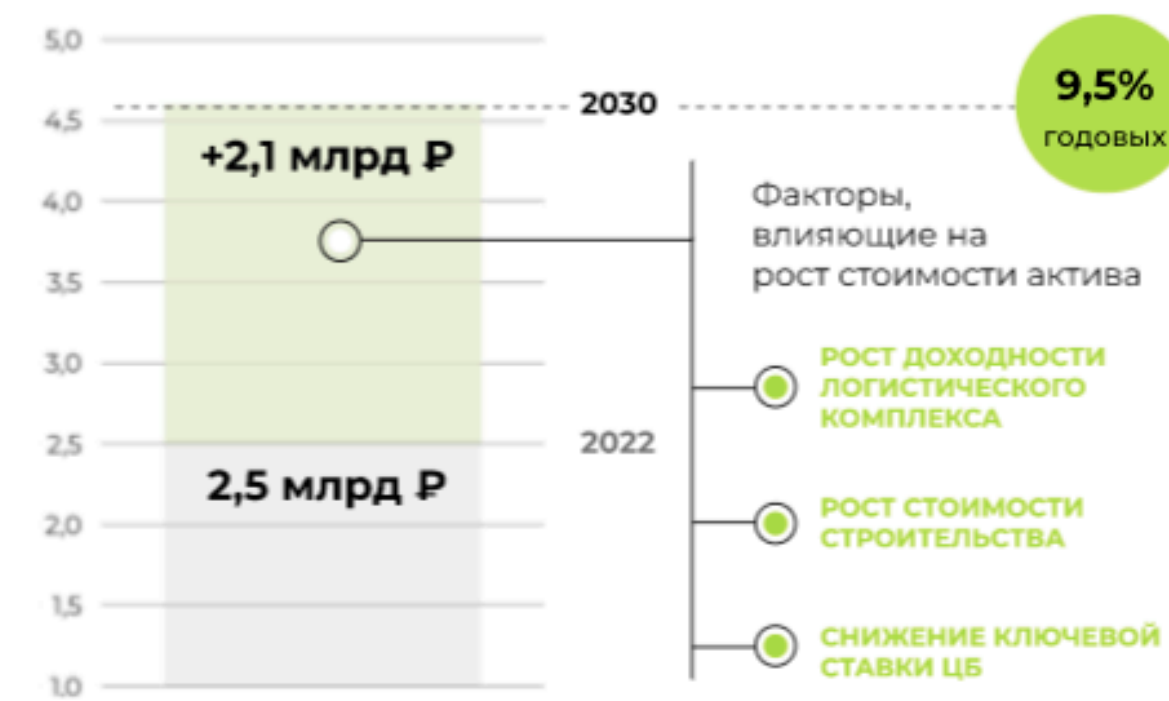 5,0
4,5
4,0
3,5
3,0
2,5
2,0
1,5
1.0
+2,1 млрд ₽
2,5 млрд ₽
2030
2022
9,5%
годовых
Факторы,
влияющие на
рост стоимости актива
РОСТ ДОХОДНОСТИ
ЛОГИСТИЧЕСКОГО
КОМПЛЕКСА
РОСТ СТОИМОСТИ
СТРОИТЕЛЬСТВА
СНИЖЕНИЕ КЛЮЧЕВОЙ
СТАВКИ ЦБ